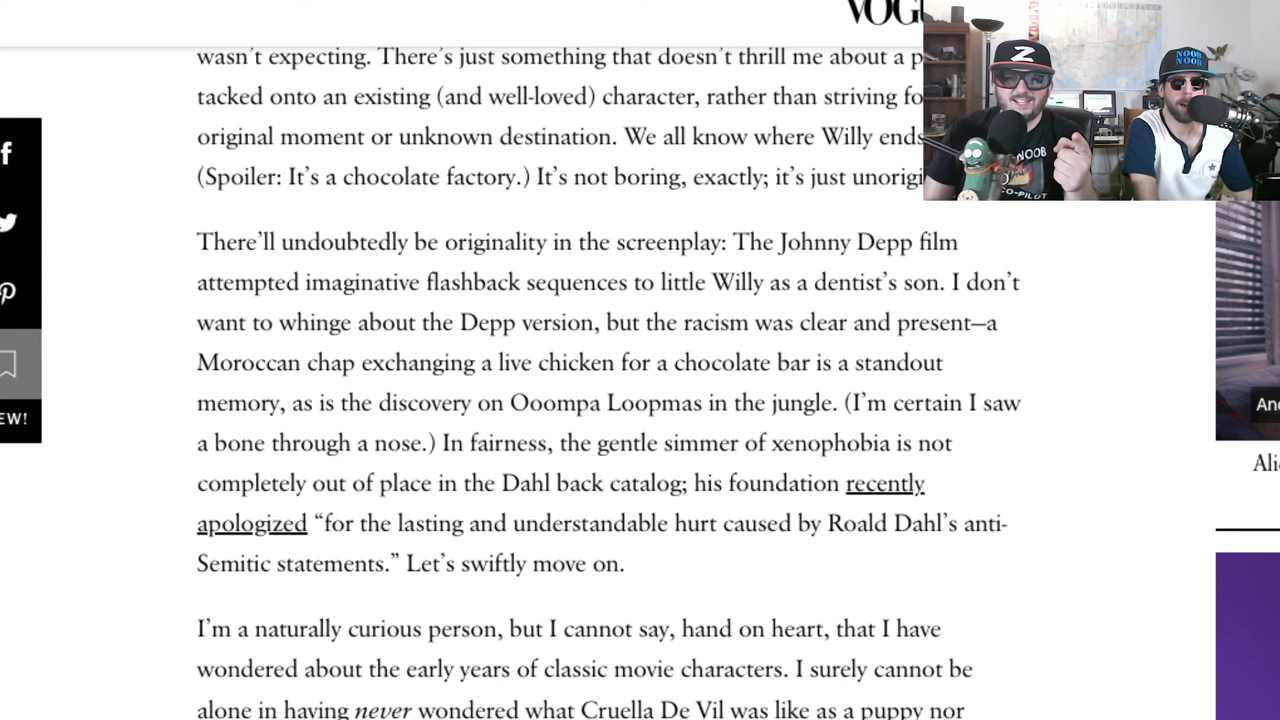 VOGU
wasn't expecting. There's just something that doesn't thrill me about a p
tacked onto an existing (and well-loved) character, rather than striving fo
original moment or unknown destination. We all know where Willy ends
(Spoiler: It's a chocolate factory.) It's not boring, exactly; it's just unorigi
There'll undoubtedly be originality in the screenplay: The Johnny Depp film
attempted imaginative flashback sequences to little Willy as a dentist's son. I don't
want to whinge about the Depp version, but the racism was clear and present—a
Moroccan chap exchanging a live chicken for a chocolate bar is a standout
memory, as is the discovery on Ooompa Loopmas in the jungle. (I'm certain I saw
a bone through a nose.) In fairness, the gentle simmer of xenophobia is not
completely out of place in the Dahl back catalog; his foundation recently
apologized “for the lasting and understandable hurt caused by Roald Dahl's anti-
Semitic statements.” Let's swiftly move on.
I'm a naturally curious person, but I cannot say, hand on heart, that I have
wondered about the early years of classic movie characters. I surely cannot be
alone in having never wondered what Cruella De Vil was like as a puppy nor
EW!
And
Ali
Z
NOOB
CO-PILOT
NOOB
NOOB